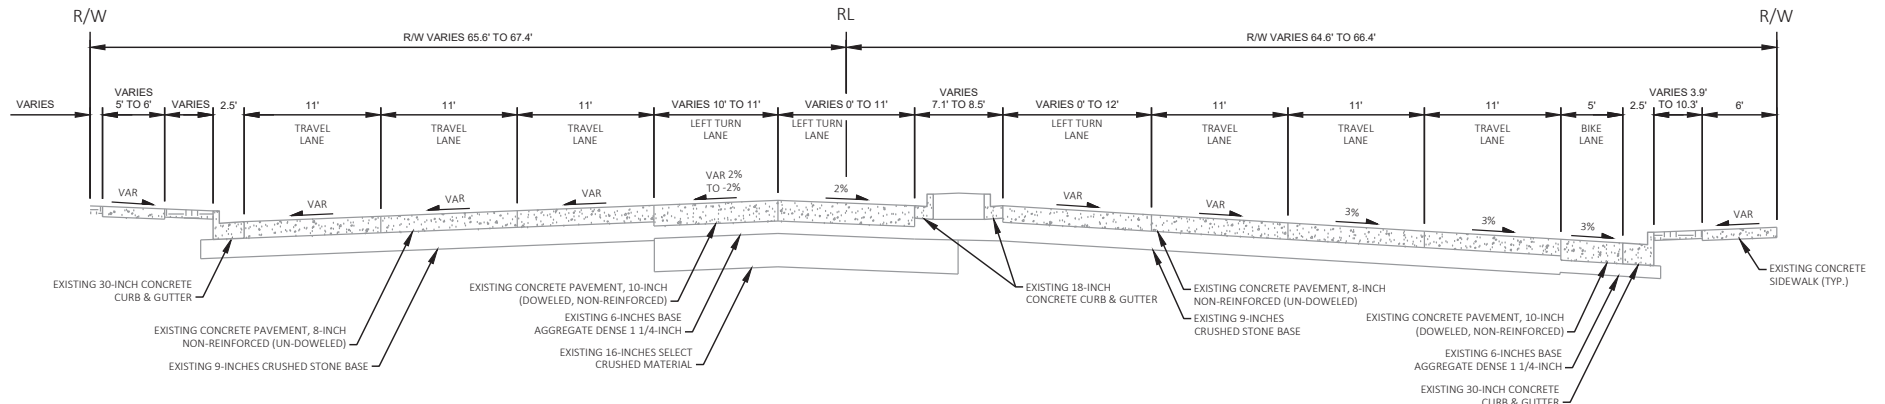 R/W
RL
R/W
R/W VARIES 65.6' TO 67.4'
R/W VARIES 64.6' TO 66.4'
VARIES
VARIES
5' TO 6'
VARIES
2.5'
11'
11'
11'
VARIES 10' TO 11'
VARIES 0' TO 11'
VARIES
7.1' TO 8.5'
VARIES 0' TO 12'
11'
11'
11'
5'
2.5'
VARIES 3.9'
TO 10.3'
6'
TRAVEL
LANE
TRAVEL
LANE
TRAVEL
LANE
LEFT TURN
LANE
LEFT TURN
LANE
LEFT TURN
LANE
TRAVEL
LANE
TRAVEL
LANE
TRAVEL
LANE
BIKE
LANE
VAR
VAR
VAR
VAR
VAR 2%
TO -2%
2%
VAR
VAR
3%
3%
3%
VAR
EXISTING 30-INCH CONCRETE
CURB & GUTTER
EXISTING CONCRETE PAVEMENT, 8-INCH
NON-REINFORCED (UN-DOWELED)
EXISTING 9-INCHES CRUSHED STONE BASE
EXISTING CONCRETE PAVEMENT, 10-INCH
(DOWELED, NON-REINFORCED)
EXISTING 6-INCHES BASE
AGGREGATE DENSE 1 1/4-INCH
EXISTING 16-INCHES SELECT
CRUSHED MATERIAL
EXISTING 18-INCH
CONCRETE CURB & GUTTER
EXISTING CONCRETE PAVEMENT, 8-INCH
NON-REINFORCED (UN-DOWELED)
EXISTING 9-INCHES
CRUSHED STONE BASE
EXISTING CONCRETE PAVEMENT, 10-INCH
(DOWELED, NON-REINFORCED)
EXISTING 6-INCHES BASE
AGGREGATE DENSE 1 1/4-INCH
EXISTING 30-INCH CONCRETE
CURB & GUTTER
EXISTING CONCRETE
SIDEWALK (TYP.)